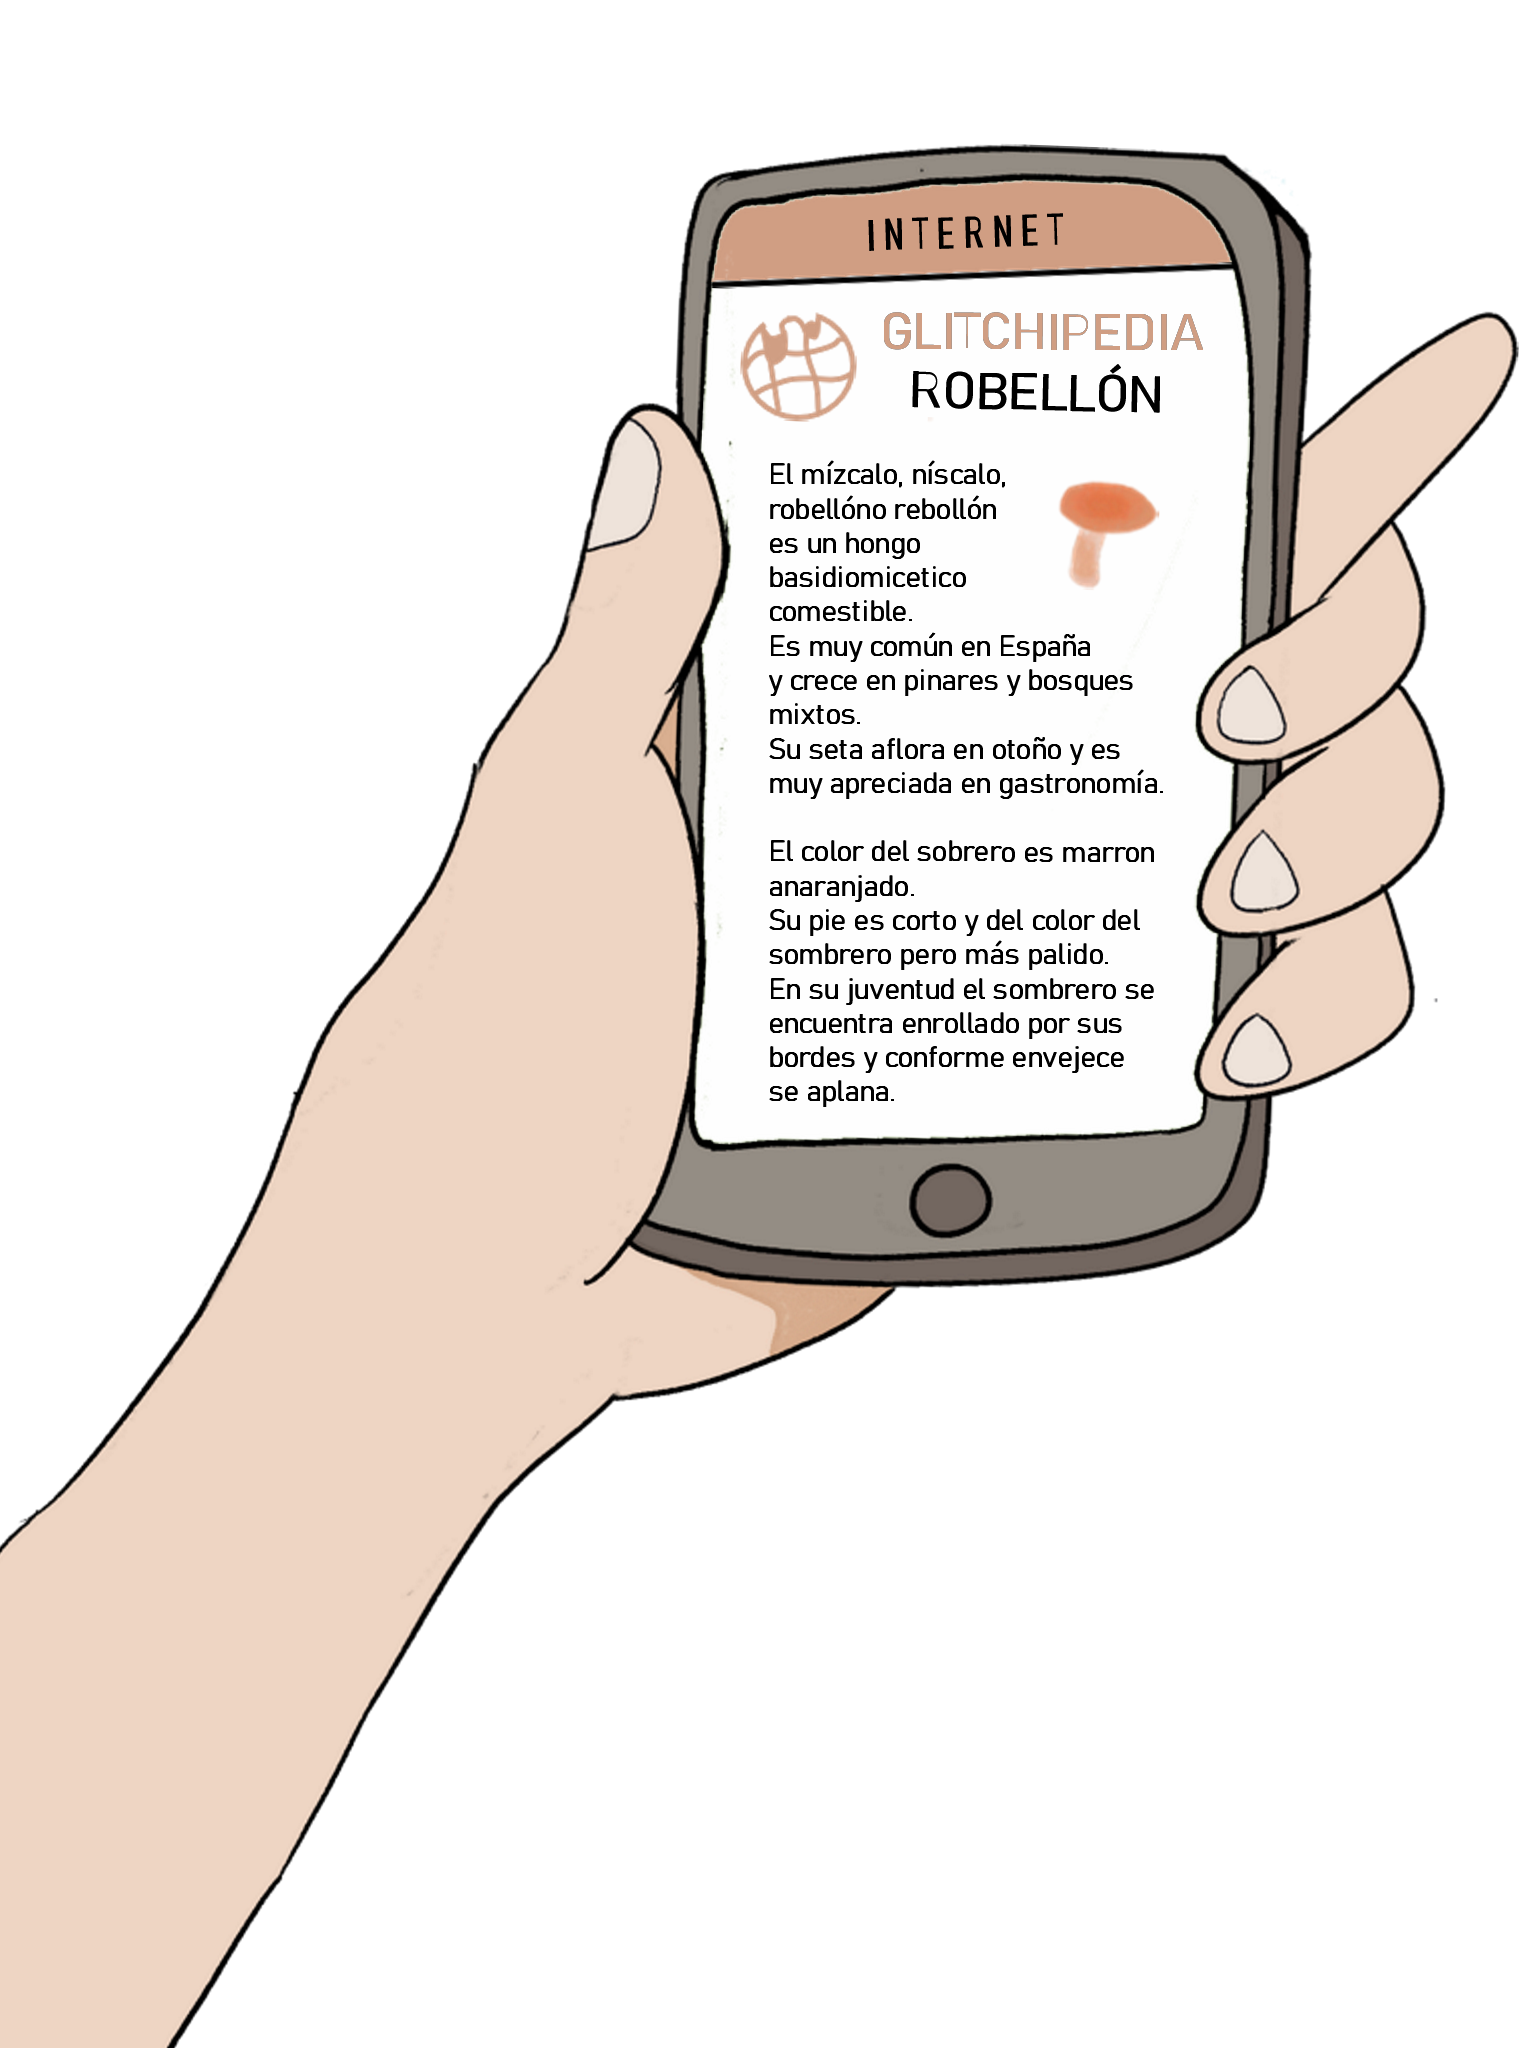 INTERNET
GLITCHIPEDIA
ROBELLÓN
El mízcalo, níscalo,
robellóno rebollón
es un hongo
basidiomicetico
comestible.
Es muy común en España
y crece en pinares y bosques
mixtos.
Su seta aflora en otoño y es
muy apreciada en gastronomía.
El color del sobrero es marron
anaranjado.
Su pie es corto y del color del
sombrero pero más palido.
En su juventud el sombrero se
encuentra enrollado por sus
bordes y conforme envejece
se aplana.